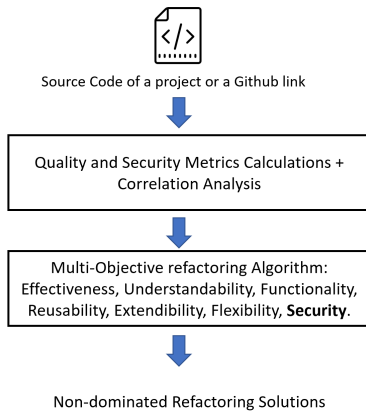 Source Code of a project or a Github link
Quality and Security Metrics Calculations +
Correlation Analysis
Multi-Objective refactoring Algorithm:
Effectiveness, Understandability, Functionality,
Reusability, Extendibility, Flexibility, Security.
Non-dominated Refactoring Solutions